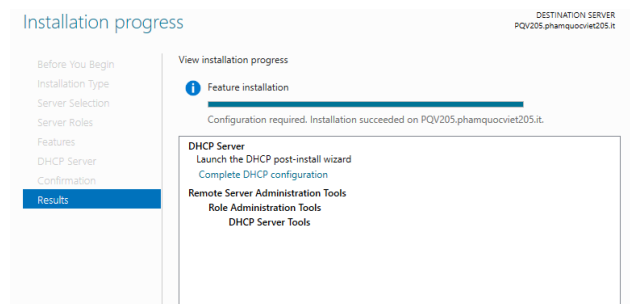 Installation progress
DESTINATION SERVER
PQV205.phamquocviet205.it
Before You Begin
Installation Type
Server Selection
Server Roles
Features
DHCP Server
Confirmation
Results
View installation progress
Feature installation
Configuration required. Installation succeeded on PQV205.phamquocviet205.it.
DHCP Server
Launch the DHCP post-install wizard
Complete DHCP configuration
Remote Server Administration Tools
Role Administration Tools
DHCP Server Tools